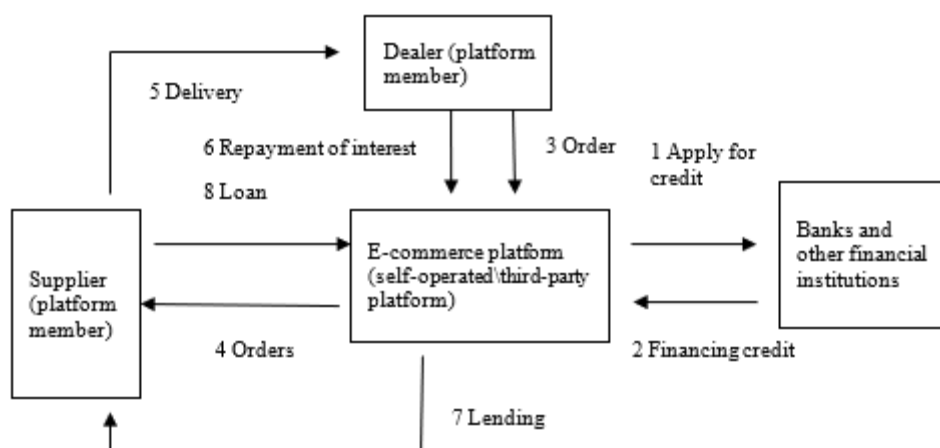 Dealer (platform
member)
5 Delivery
6 Repayment of interest
3 Order
1 Apply for
credit
8 Loan
Supplier
(platform
member)
E-commerce platform
(self-operated\third-party
platform)
Banks and
other financial
institutions
4 Orders
2 Financing credit
7 Lending